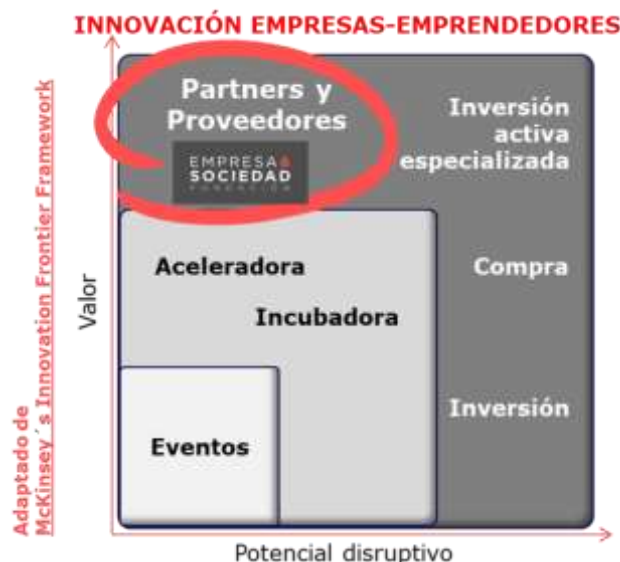 INNOVACIÓN EMPRESAS-EMPRENDEDORES
Partners y
Proveedores
EMPRESA&
SOCIEDAD
FUNDACIÓN
Inversión
activa
especializada
Aceleradora
Compra
Incubadora
Inversión
Eventos
Valor
Potencial disruptivo
Adaptado de
McKinsey´s Innovation Frontier Framework